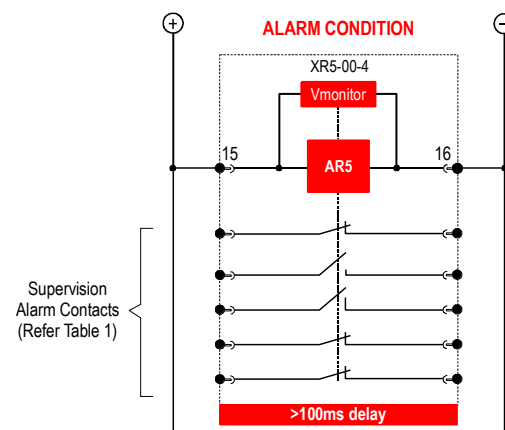 + ALARM CONDITION −
XR5-00-4
Vmonitor
15 AR5 16
Supervision
Alarm Contacts
(Refer Table 1)
>100ms delay